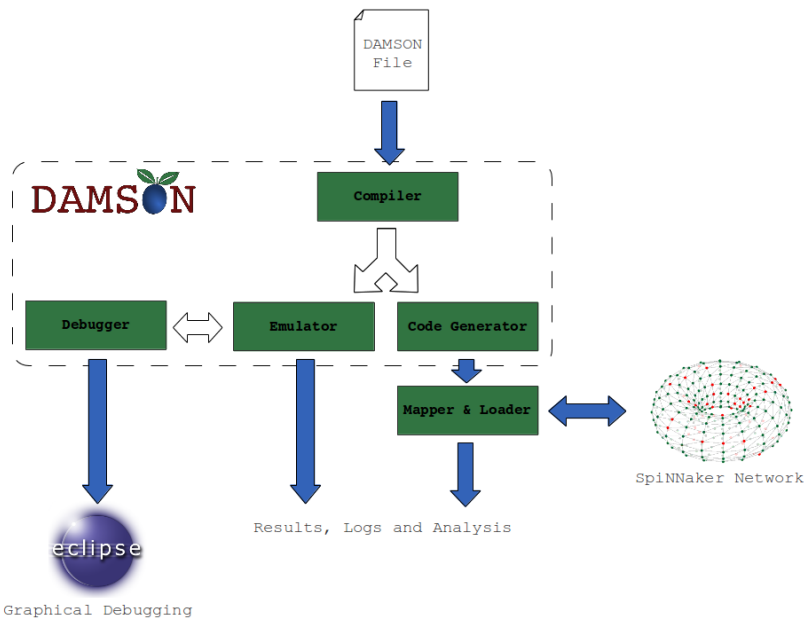 DAMSON
File
DAMSON
Compiler
Debugger
Emulator
Code Generator
Mapper & Loader
SpiNNaker Network
Results, Logs and Analysis
eclipse
Graphical Debugging